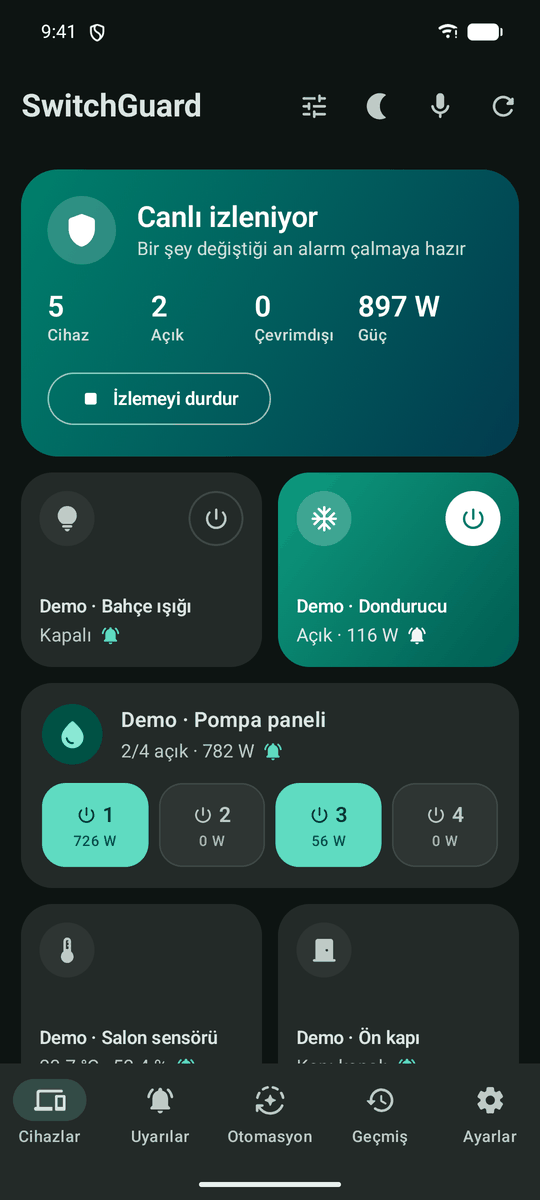 9:41
SwitchGuard
Canlı izleniyor
Bir şey değiştiği an alarm çalmaya hazır
5 2 0 897 W
Cihaz Açık Çevrimdışı Güç
İzlemeyi durdur
Demo · Bahçe ışığı
Kapalı
Demo · Dondurucu
Açık · 116 W
Demo · Pompa paneli
2/4 açık · 782 W
1 2 3 4
726 W 0 W 56 W 0 W
Demo · Salon sensörü
Demo · Ön kapı
Cihazlar Uyarılar Otomasyon Geçmiş Ayarlar